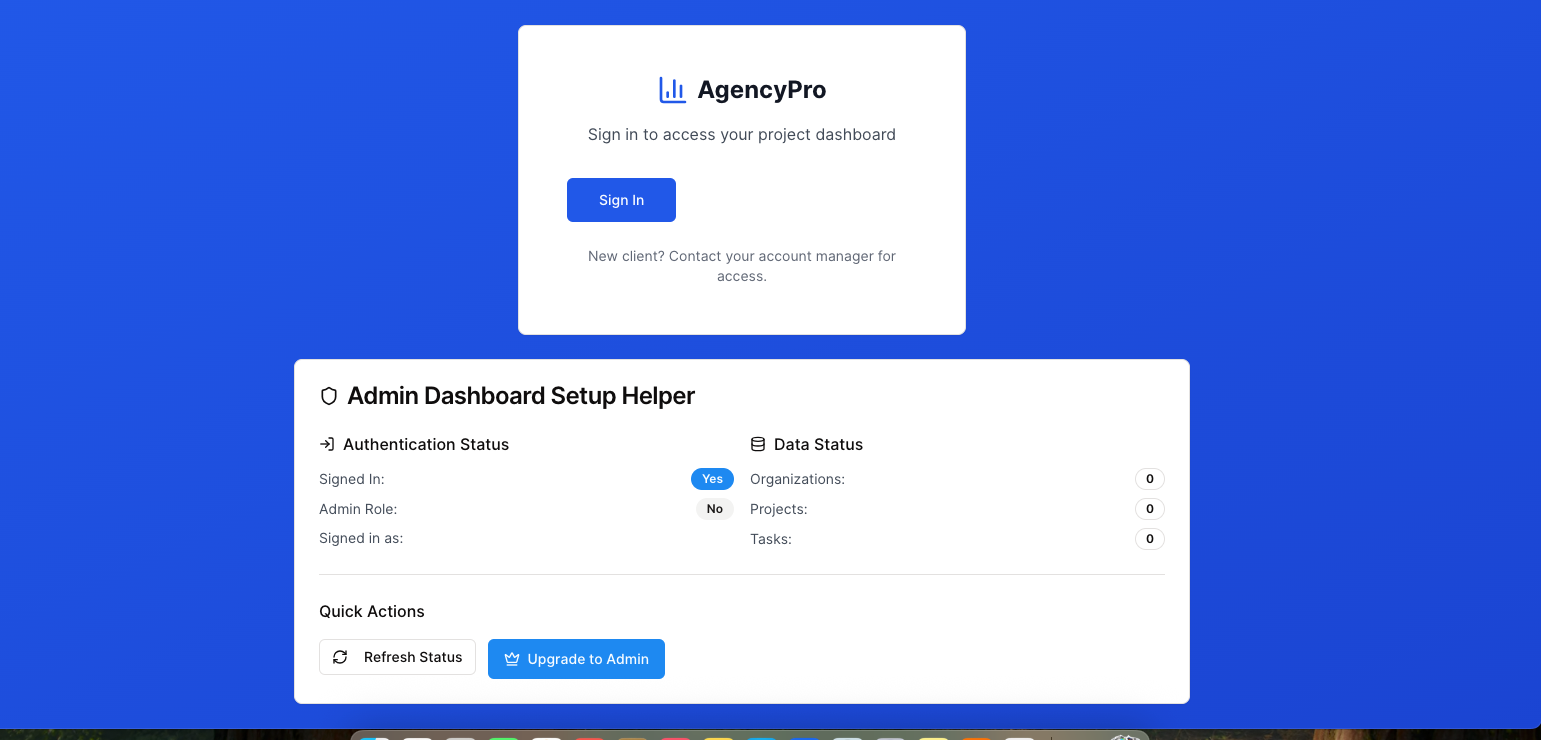 AgencyPro
Sign in to access your project dashboard
Sign In
New client? Contact your account manager for
access.
Admin Dashboard Setup Helper
Authentication Status
Signed In: Yes
Admin Role: No
Signed in as:
Data Status
Organizations: 0
Projects: 0
Tasks: 0
Quick Actions
Refresh Status
Upgrade to Admin